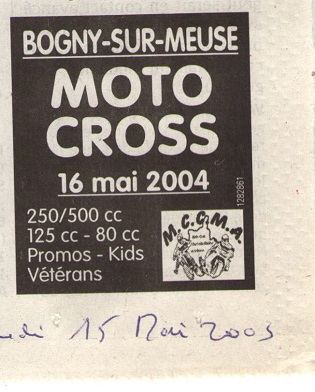 BOGNY-SUR-MEUSE
MOTO
CROSS
16 mai 2004
1282861
250/500 cc
125 cc - 80 cc
Promos - Kids
Vétérans
M.C.C.M.A.
15 Mai 2003